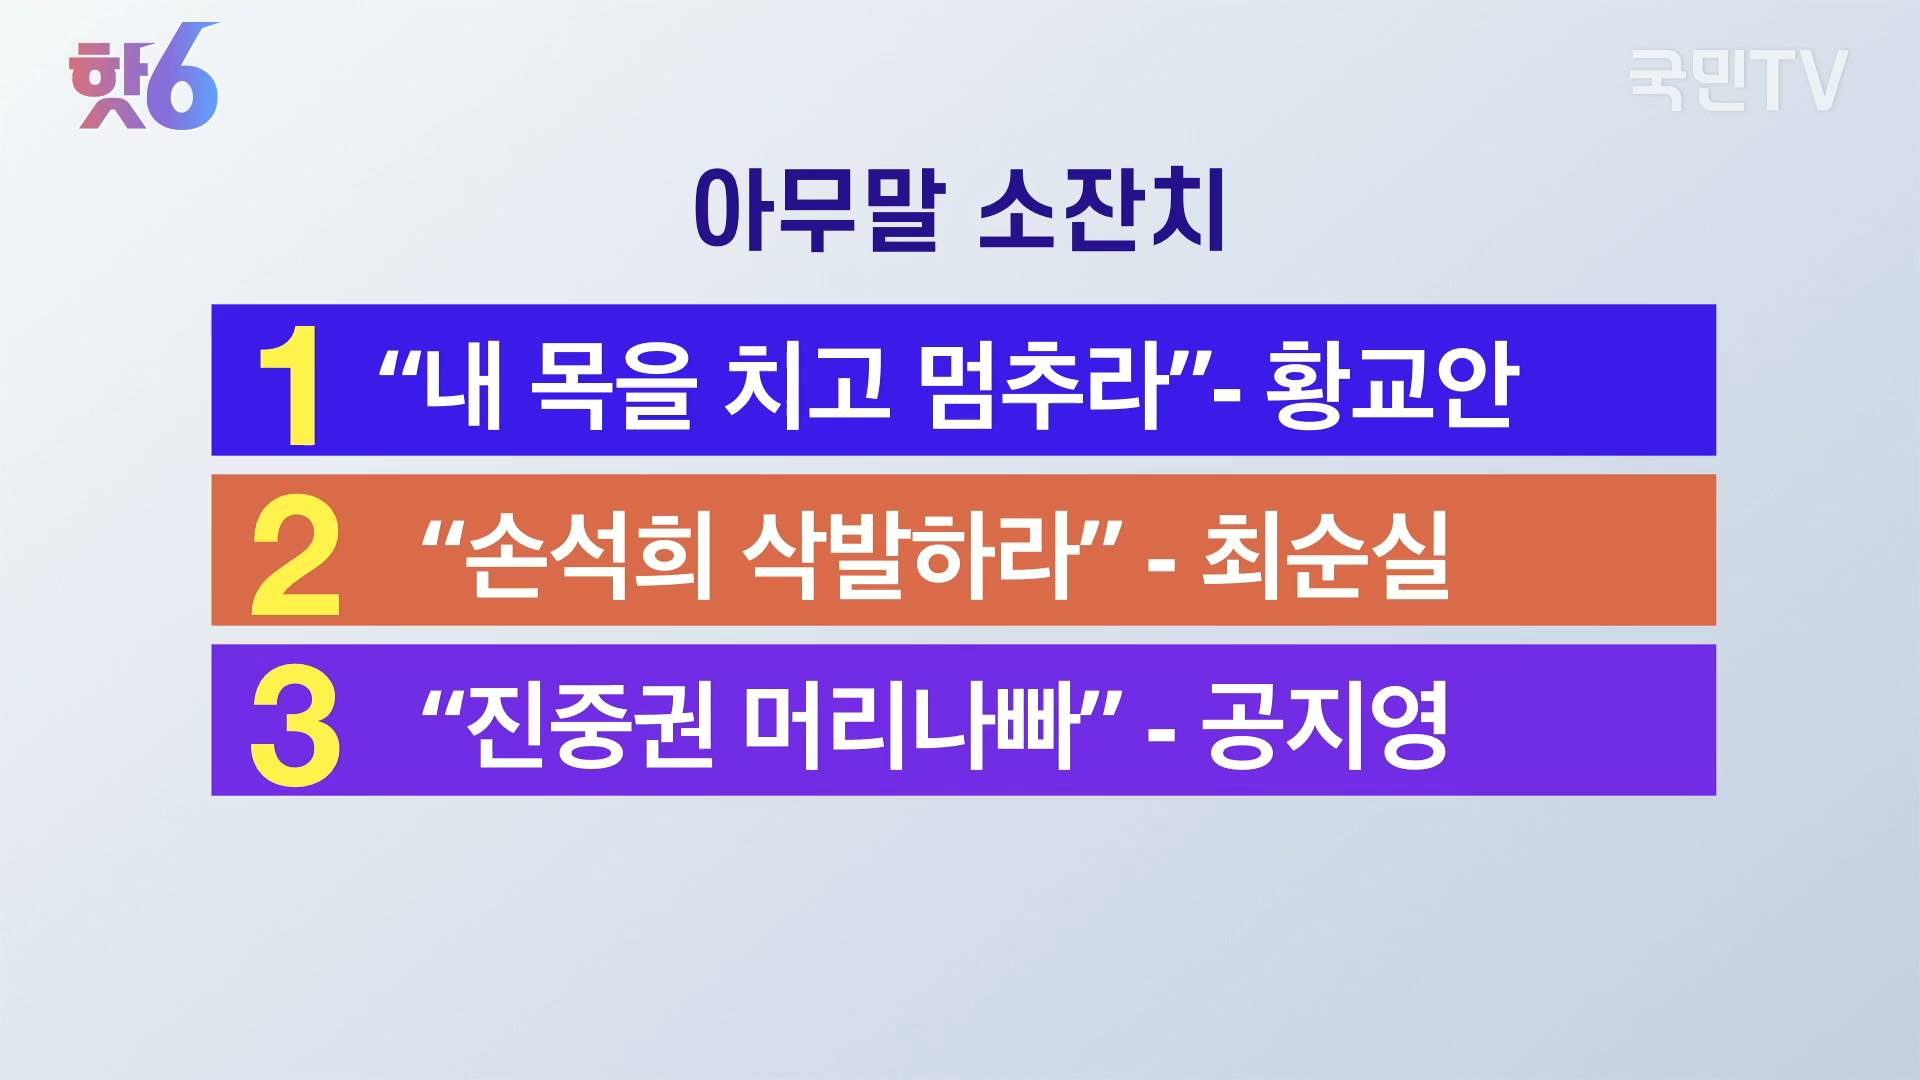 핫6
국민TV
아무말 소잔치
1 “내 목을 치고 멈추라”- 황교안
2 “손석희 삭발하라” - 최순실
3 “진중권 머리나빠” - 공지영